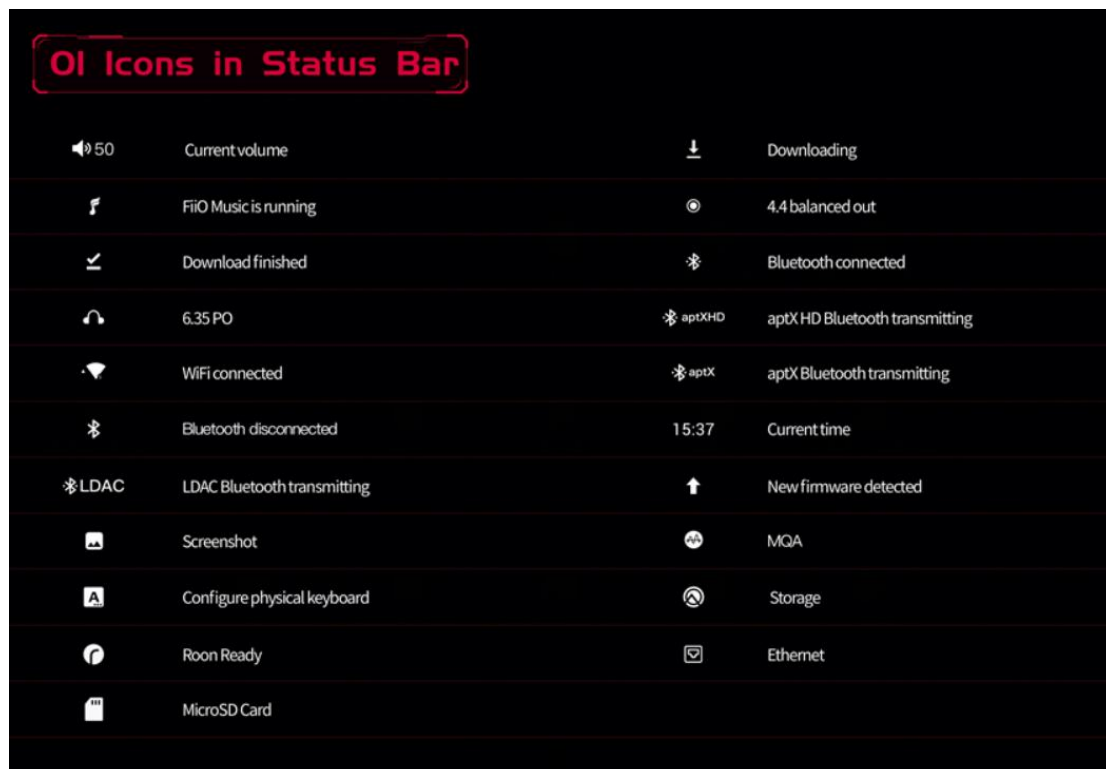 OI Icons in Status Bar
50 Current volume
Downloading
FiiO Music is running
4.4 balanced out
Download finished
Bluetooth connected
6.35 PO
aptXHD aptX HD Bluetooth transmitting
WiFi connected
aptX aptX Bluetooth transmitting
Bluetooth disconnected
15:37 Current time
LDAC LDAC Bluetooth transmitting
New firmware detected
Screenshot
MQA
A Configure physical keyboard
Storage
Roon Ready
Ethernet
MicroSD Card